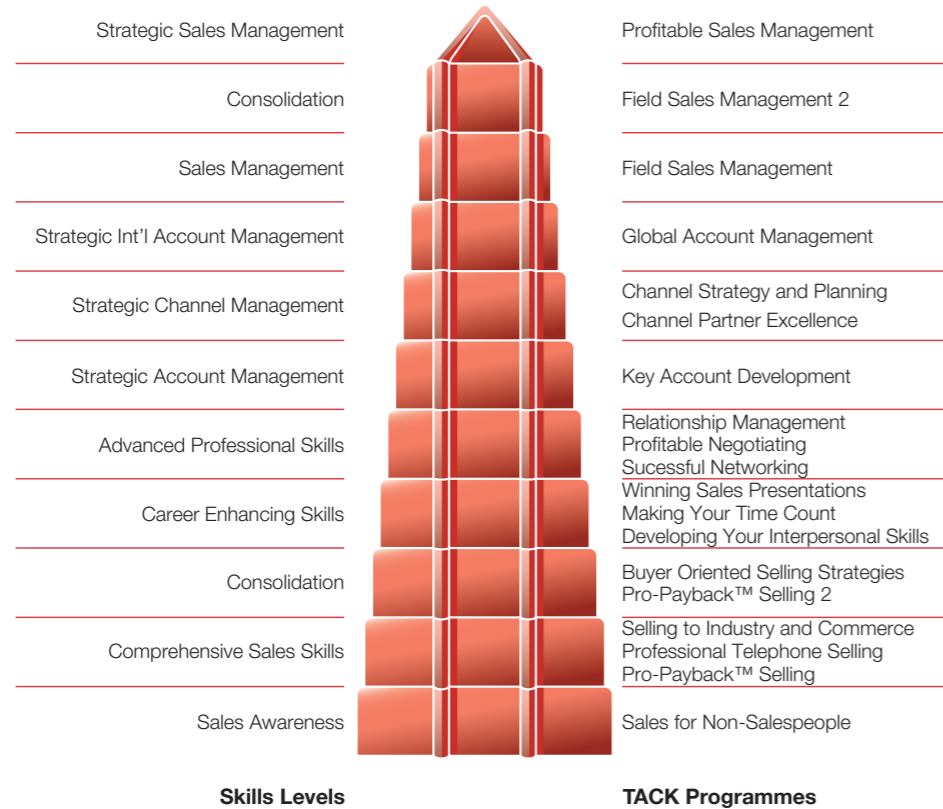 Strategic Sales Management
Profitable Sales Management
Consolidation
Field Sales Management 2
Sales Management
Field Sales Management
Strategic Int'l Account Management
Global Account Management
Strategic Channel Management
Channel Strategy and Planning
Channel Partner Excellence
Strategic Account Management
Key Account Development
Advanced Professional Skills
Relationship Management
Profitable Negotiating
Sucessful Networking
Career Enhancing Skills
Winning Sales Presentations
Making Your Time Count
Developing Your Interpersonal Skills
Consolidation
Buyer Oriented Selling Strategies
Pro-Payback™ Selling 2
Comprehensive Sales Skills
Selling to Industry and Commerce
Professional Telephone Selling
Pro-Payback™ Selling
Sales Awareness
Sales for Non-Salespeople
Skills Levels
TACK Programmes